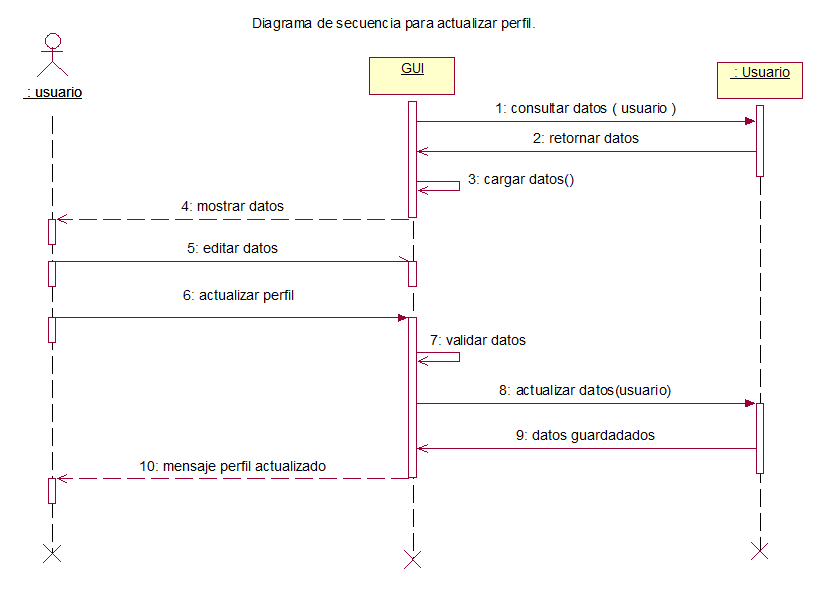 Diagrama de secuencia para actualizar perfil.
: usuario
GUI
: Usuario
1: consultar datos ( usuario )
2: retornar datos
3: cargar datos()
4: mostrar datos
5: editar datos
6: actualizar perfil
7: validar datos
8: actualizar datos(usuario)
9: datos guardadados
10: mensaje perfil actualizado